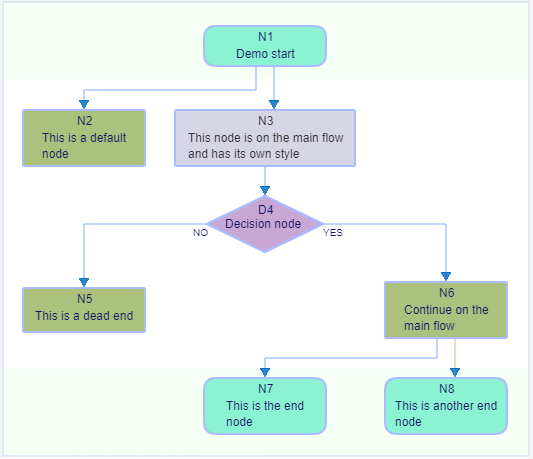 N1
Demo start
N2
This is a default
node
N3
This node is on the main flow
and has its own style
D4
Decision node
NO
YES
N5
This is a dead end
N6
Continue on the
main flow
N7
This is the end
node
N8
This is another end
node